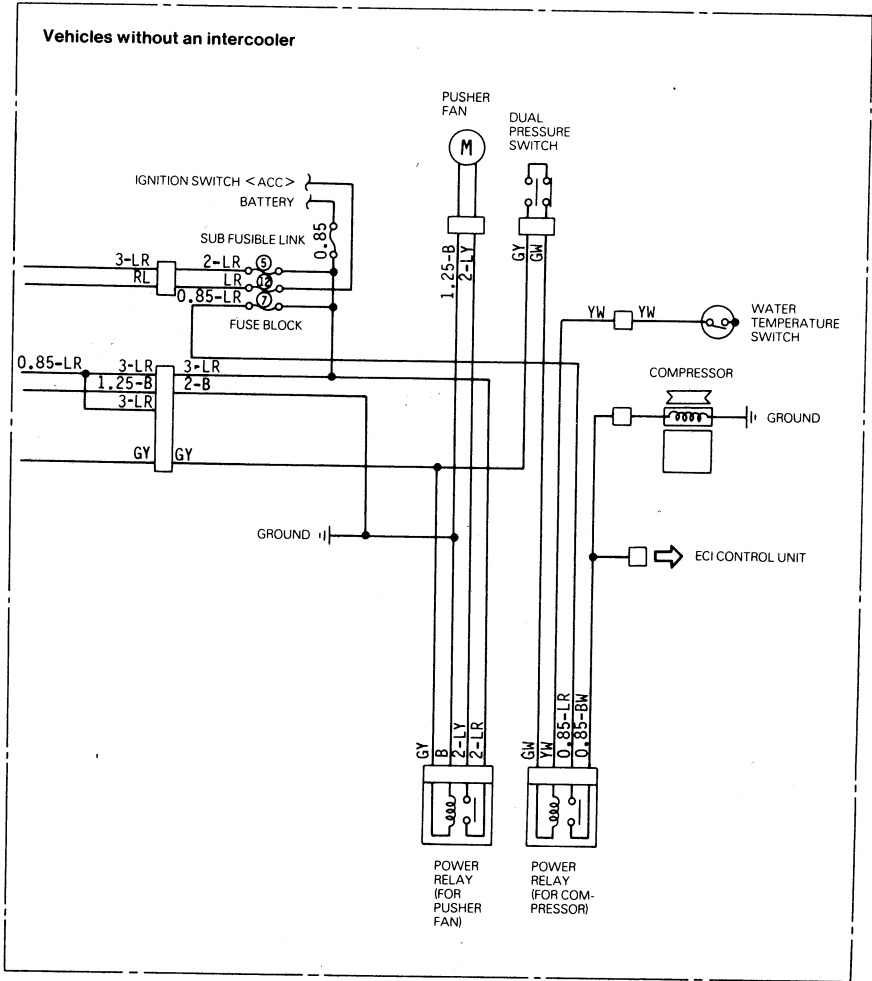 Vehicles without an intercooler
PUSHER
FAN
M
DUAL
PRESSURE
SWITCH
IGNITION SWITCH <ACC>
BATTERY
0.85
SUB FUSIBLE LINK
3-LR
2-LR
5
RL
LR
12
0.85-LR
7
FUSE BLOCK
1.25-B
2-LY
GY
GW
YW
YW
WATER
TEMPERATURE
SWITCH
0.85-LR
3-LR
3-LR
1.25-B
2-B
3-LR
COMPRESSOR
GROUND
GY
GY
GROUND
ECI CONTROL UNIT
GY
B
2-LY
2-LR
GW
YW
0.85-LR
0.85-BW
POWER
RELAY
(FOR
PUSHER
FAN)
POWER
RELAY
(FOR COM-
PRESSOR)